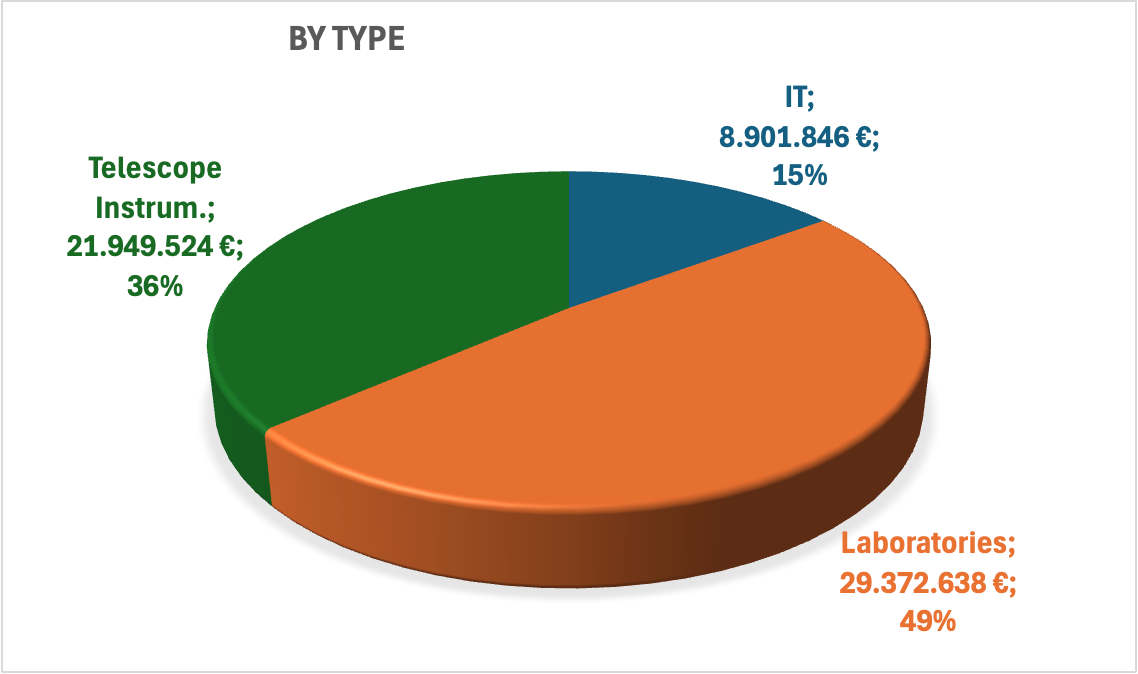 BY TYPE
IT;
8.901.846 €;
15%
Telescope
Instrum.;
21.949.524 €;
36%
Laboratories;
29.372.638 €;
49%